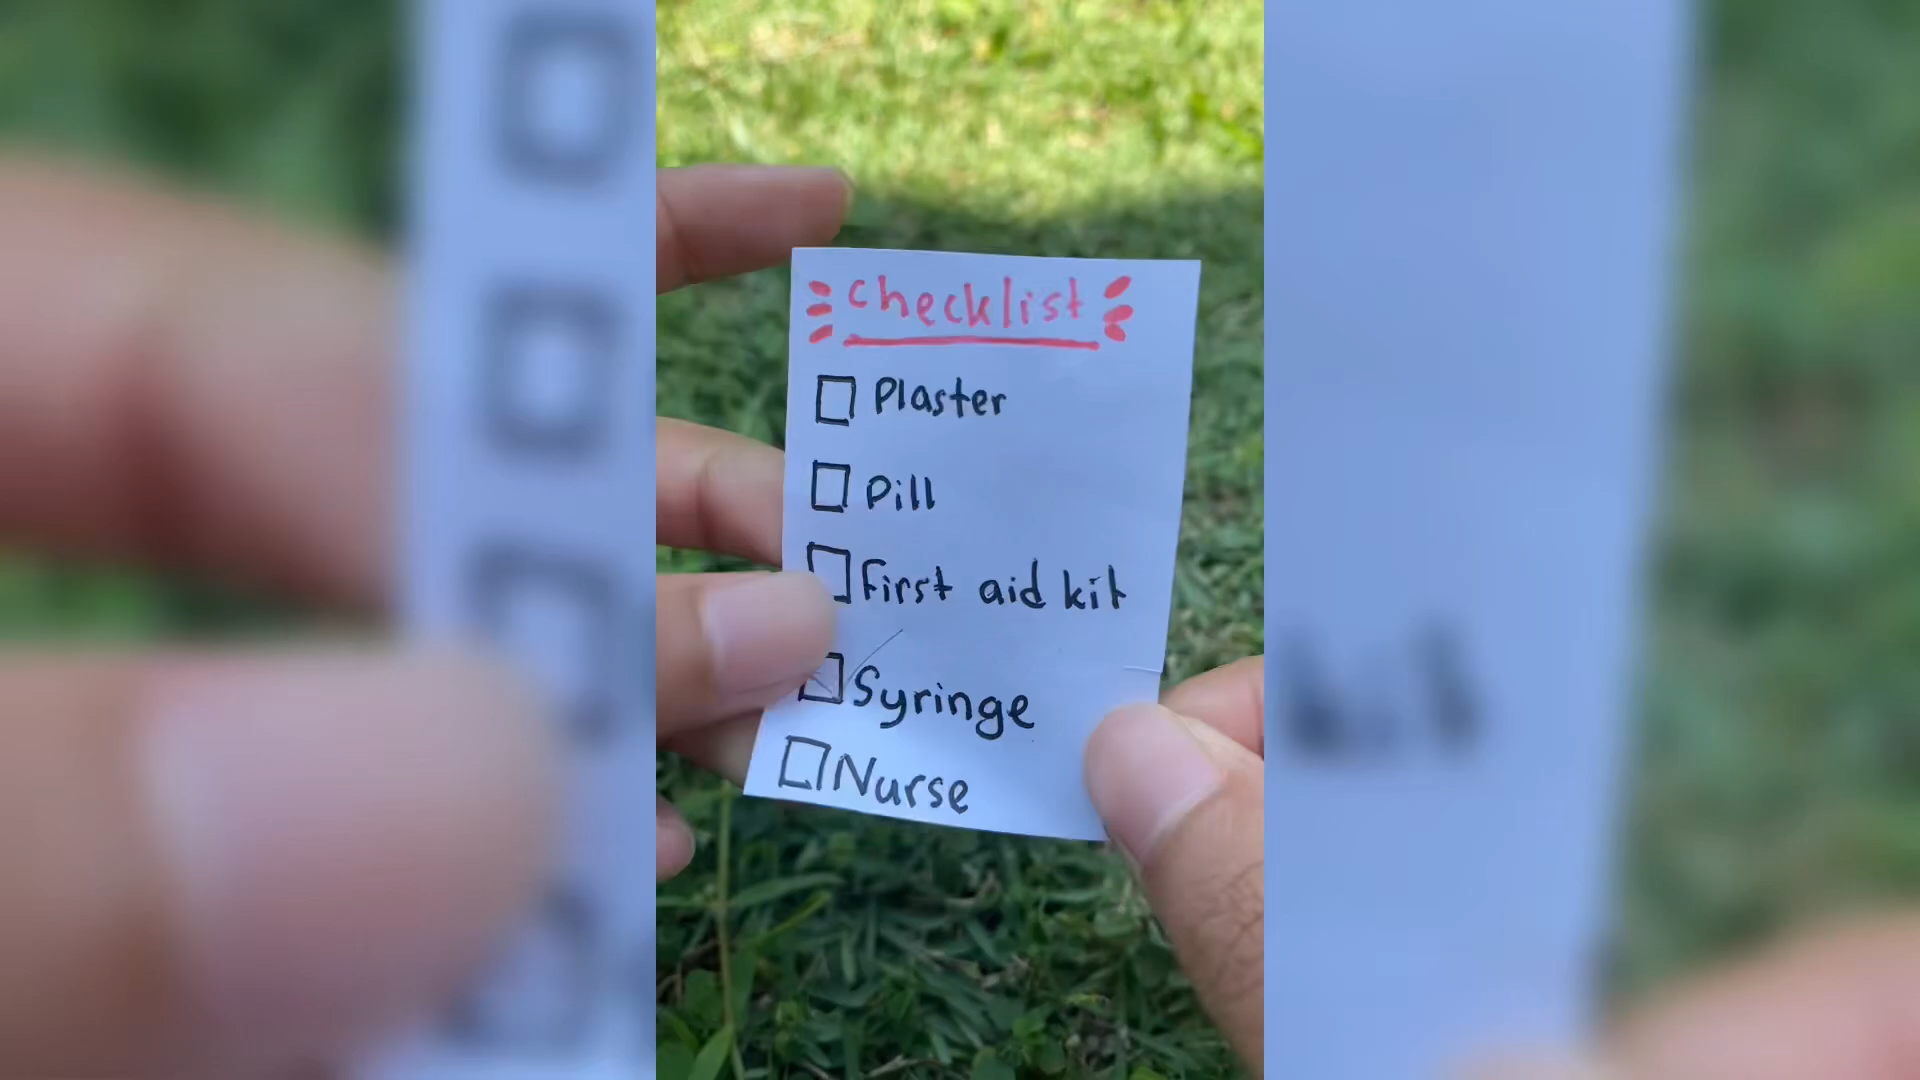 checklist
Plaster
Pill
First aid kit
Syringe
Nurse